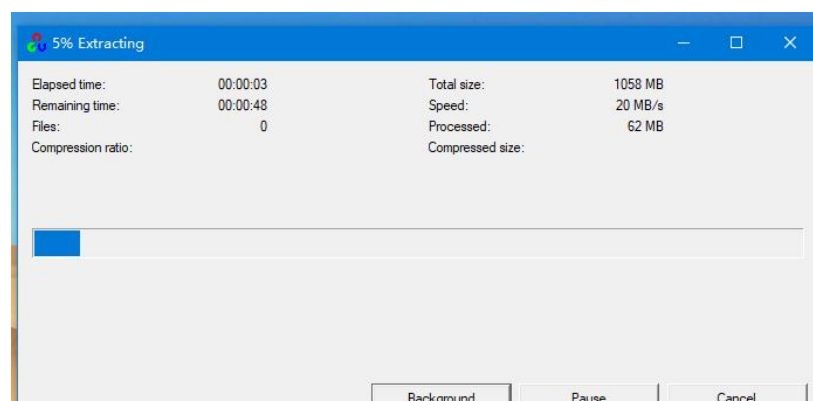 5% Extracting
Elapsed time: 00:00:03 Total size: 1058 MB
Remaining time: 00:00:48 Speed: 20 MB/s
Files: 0 Processed: 62 MB
Compression ratio: Compressed size:
Background Pause Cancel